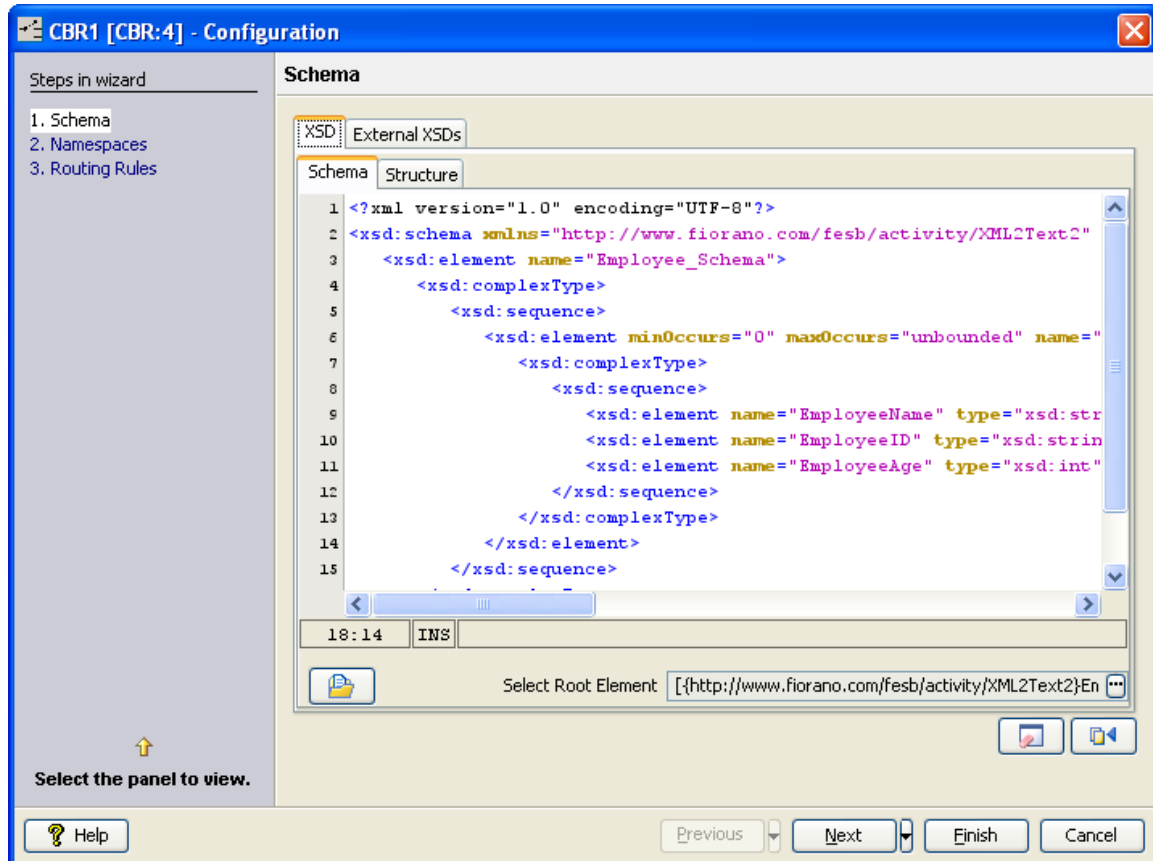 CBR1 [CBR:4] - Configuration
Steps in wizard
1. Schema
2. Namespaces
3. Routing Rules
Select the panel to view.
Schema
XSD External XSDs
Schema Structure
1 <?xml version="1.0" encoding="UTF-8"?>
2 <xsd:schema xmlns="http://www.fiorano.com/fesb/activity/XML2Text2"
3 <xsd:element name="Employee_Schema">
4 <xsd:complexType>
5 <xsd:sequence>
6 <xsd:element minOccurs="0" maxOccurs="unbounded" name="
7 <xsd:complexType>
8 <xsd:sequence>
9 <xsd:element name="EmployeeName" type="xsd:str
10 <xsd:element name="EmployeeID" type="xsd:strin
11 <xsd:element name="EmployeeAge" type="xsd:int"
12 </xsd:sequence>
13 </xsd:complexType>
14 </xsd:element>
15 </xsd:sequence>
18:14 INS
Select Root Element [-{http://www.fiorano.com/fesb/activity/XML2Text2}En ...
Help Previous Next Finish Cancel